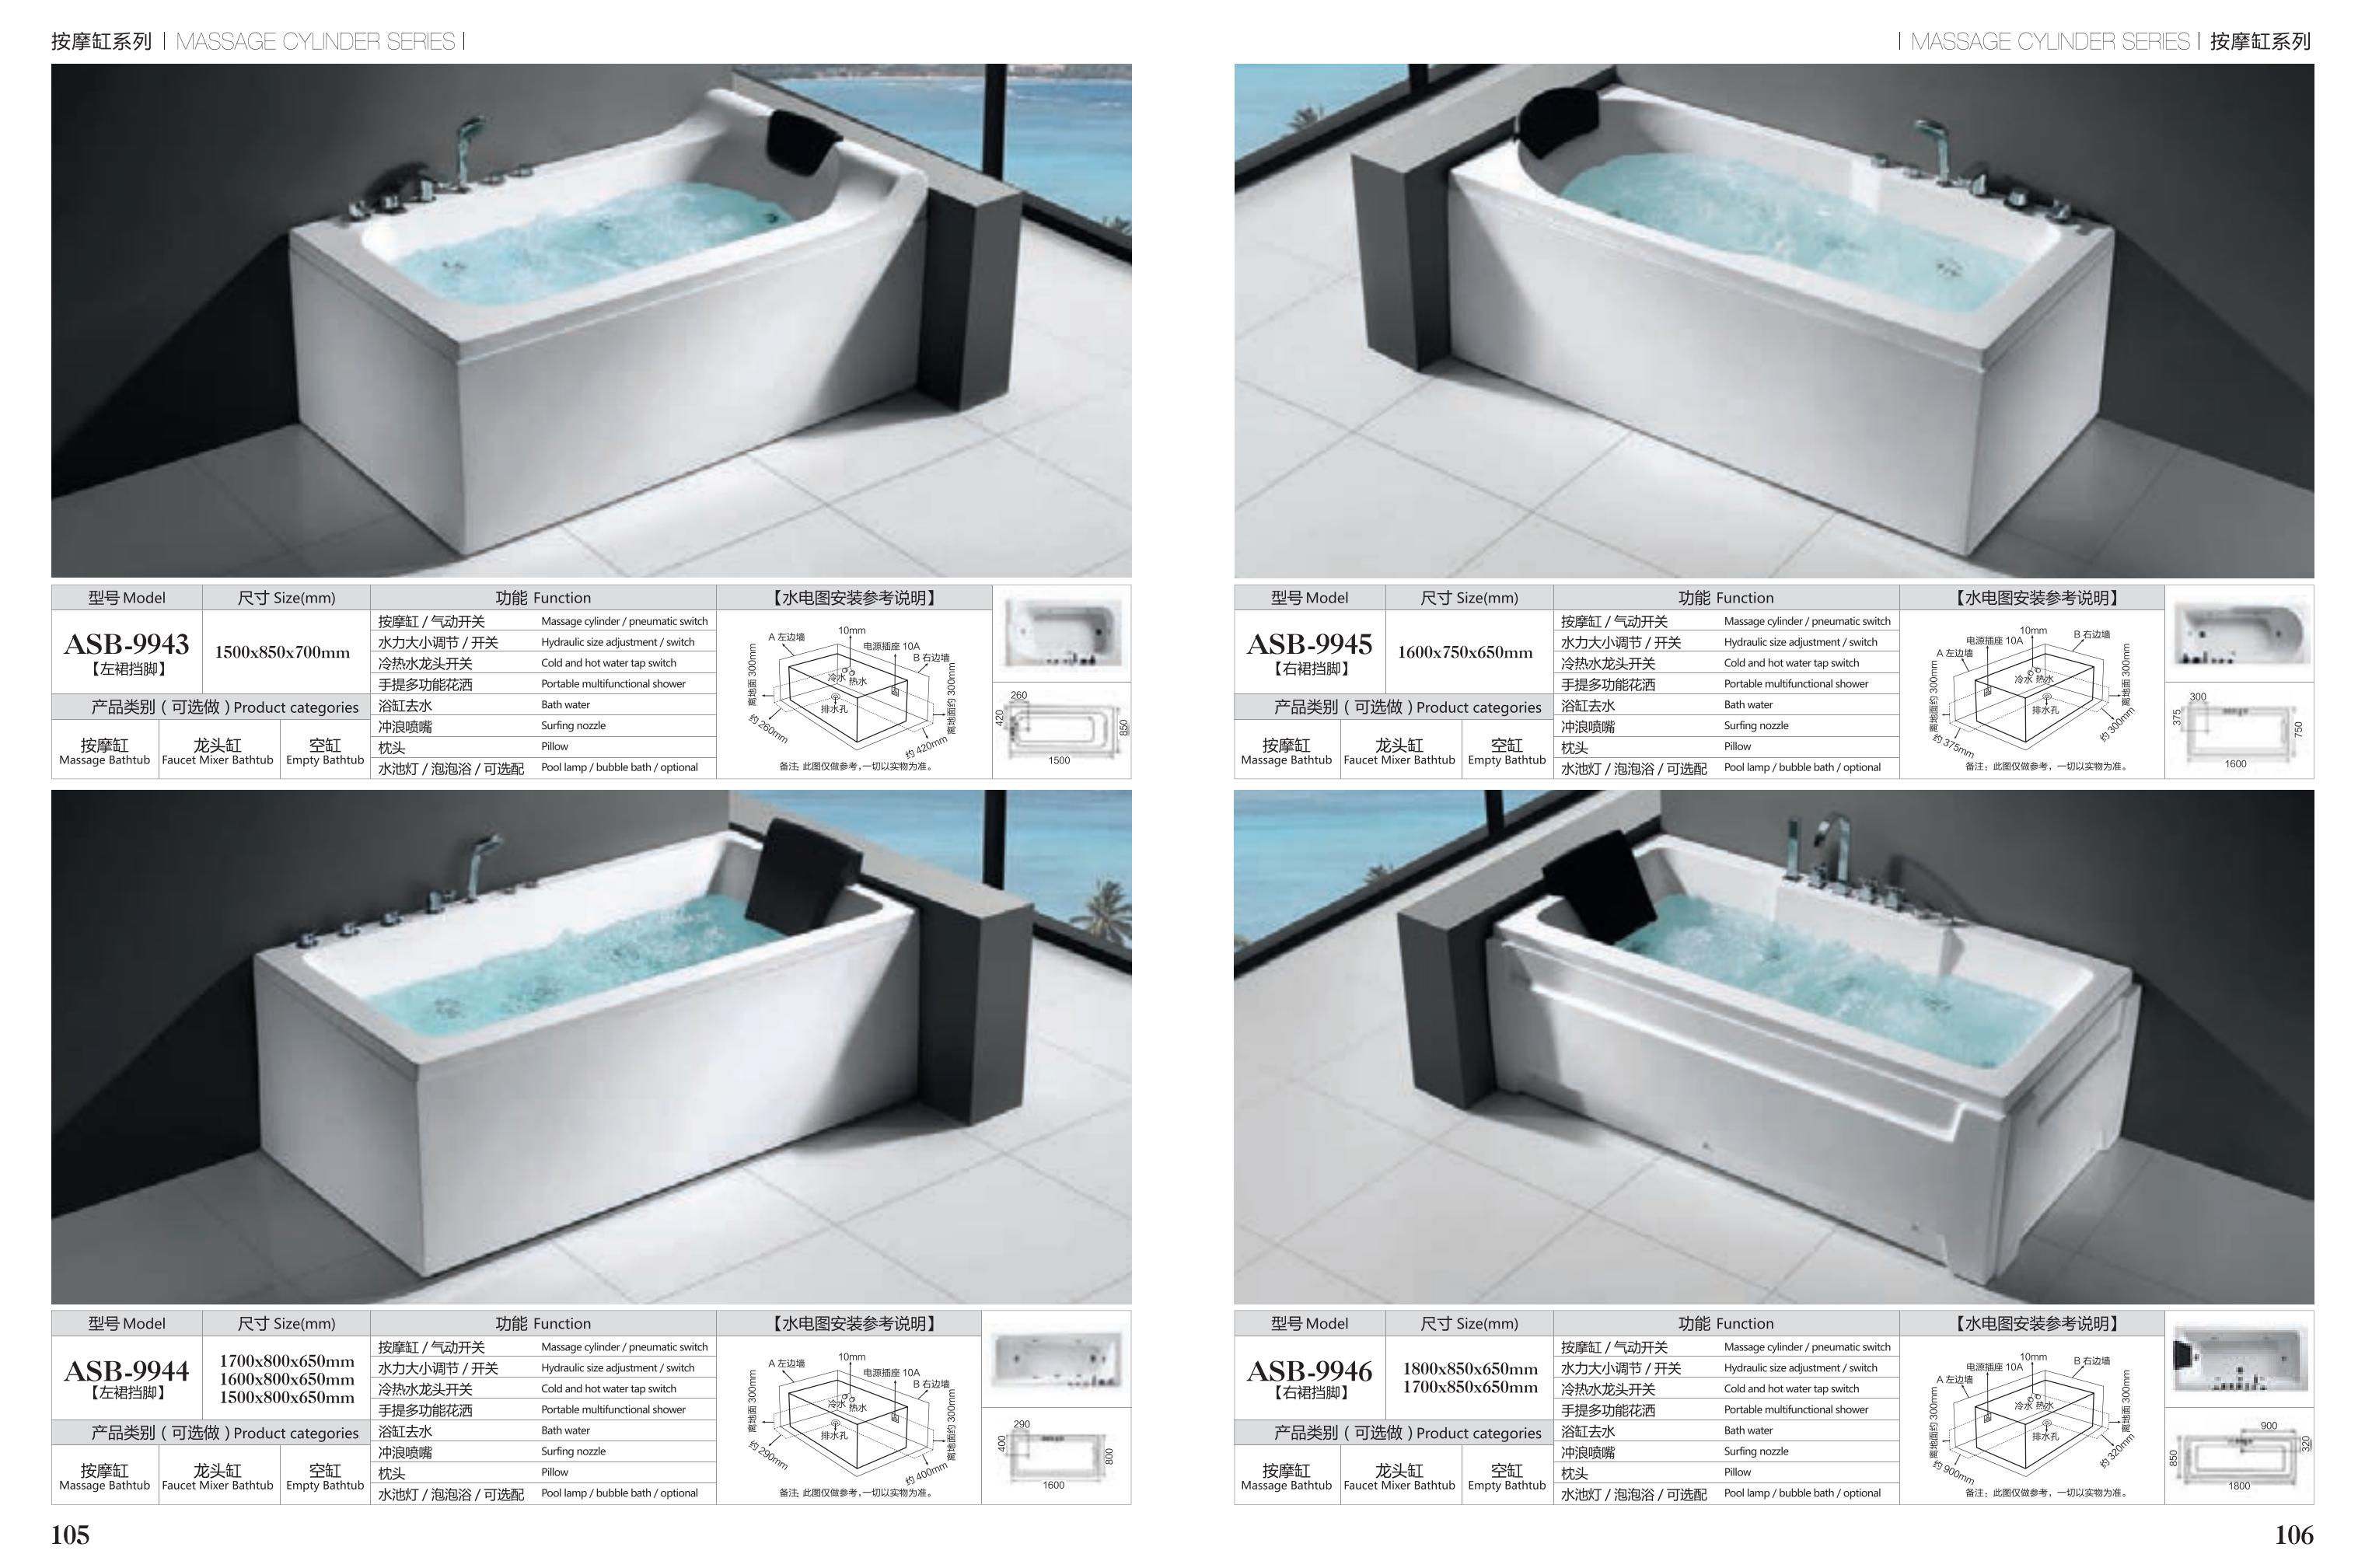 按摩缸系列 | MASSAGE CYLINDER SERIES |
型号 Model
尺寸 Size(mm)
功能 Function
【水电图安装参考说明】
ASB-9943
【左裙挡脚】
1500x850x700mm
产品类别 ( 可选做 ) Product categories
按摩缸
Massage Bathtub
龙头缸
Faucet Mixer Bathtub
空缸
Empty Bathtub
按摩缸 / 气动开关 Massage cylinder / pneumatic switch
水力大小调节 / 开关 Hydraulic size adjustment / switch
冷热水龙头开关 Cold and hot water tap switch
手提多功能花洒 Portable multifunctional shower
浴缸去水 Bath water
冲浪喷嘴 Surfing nozzle
枕头 Pillow
水池灯 / 泡泡浴 / 可选配 Pool lamp / bubble bath / optional
10mm
A 左边墙
电源插座 10A
B 右边墙
离地面 300mm
冷水 热水
排水孔
离地面约 300mm
约 260mm
约 420mm
备注: 此图仅做参考,一切以实物为准。
260
420
850
1500
型号 Model
尺寸 Size(mm)
功能 Function
【水电图安装参考说明】
ASB-9944
【左裙挡脚】
1700x800x650mm
1600x800x650mm
1500x800x650mm
产品类别 ( 可选做 ) Product categories
按摩缸
Massage Bathtub
龙头缸
Faucet Mixer Bathtub
空缸
Empty Bathtub
按摩缸 / 气动开关 Massage cylinder / pneumatic switch
水力大小调节 / 开关 Hydraulic size adjustment / switch
冷热水龙头开关 Cold and hot water tap switch
手提多功能花洒 Portable multifunctional shower
浴缸去水 Bath water
冲浪喷嘴 Surfing nozzle
枕头 Pillow
水池灯 / 泡泡浴 / 可选配 Pool lamp / bubble bath / optional
10mm
A 左边墙
电源插座 10A
B 右边墙
离地面 300mm
冷水 热水
排水孔
离地面约 300mm
约 290mm
约 400mm
备注: 此图仅做参考,一切以实物为准。
290
400
800
1600
105
| MASSAGE CYLINDER SERIES | 按摩缸系列
型号 Model
尺寸 Size(mm)
功能 Function
【水电图安装参考说明】
ASB-9945
【右裙挡脚】
1600x750x650mm
产品类别 ( 可选做 ) Product categories
按摩缸
Massage Bathtub
龙头缸
Faucet Mixer Bathtub
空缸
Empty Bathtub
按摩缸 / 气动开关 Massage cylinder / pneumatic switch
水力大小调节 / 开关 Hydraulic size adjustment / switch
冷热水龙头开关 Cold and hot water tap switch
手提多功能花洒 Portable multifunctional shower
浴缸去水 Bath water
冲浪喷嘴 Surfing nozzle
枕头 Pillow
水池灯 / 泡泡浴 / 可选配 Pool lamp / bubble bath / optional
10mm
电源插座 10A
B 右边墙
A 左边墙
离地面约 300mm
冷水 热水
排水孔
离地面 300mm
约 375mm
约 300mm
备注：此图仅做参考，一切以实物为准。
300
375
750
1600
型号 Model
尺寸 Size(mm)
功能 Function
【水电图安装参考说明】
ASB-9946
【右裙挡脚】
1800x850x650mm
1700x850x650mm
产品类别 ( 可选做 ) Product categories
按摩缸
Massage Bathtub
龙头缸
Faucet Mixer Bathtub
空缸
Empty Bathtub
按摩缸 / 气动开关 Massage cylinder / pneumatic switch
水力大小调节 / 开关 Hydraulic size adjustment / switch
冷热水龙头开关 Cold and hot water tap switch
手提多功能花洒 Portable multifunctional shower
浴缸去水 Bath water
冲浪喷嘴 Surfing nozzle
枕头 Pillow
水池灯 / 泡泡浴 / 可选配 Pool lamp / bubble bath / optional
10mm
电源插座 10A
B 右边墙
A 左边墙
离地面约 300mm
冷水 热水
排水孔
离地面 300mm
约 900mm
约 320mm
备注：此图仅做参考，一切以实物为准。
900
320
850
1800
106